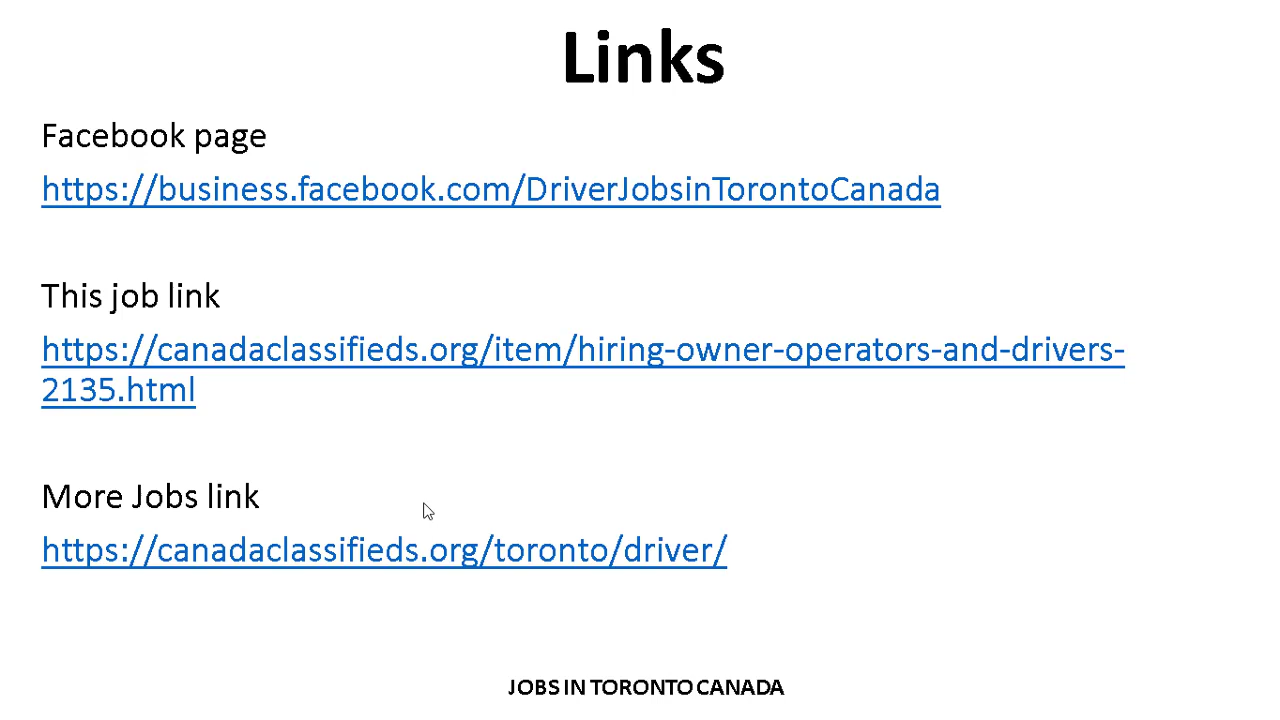 Links
Facebook page
https://business.facebook.com/DriverJobsinTorontoCanada
This job link
https://canadaclassifieds.org/item/hiring-owner-operators-and-drivers-
2135.html
More Jobs link
https://canadaclassifieds.org/toronto/driver/
JOBS IN TORONTO CANADA